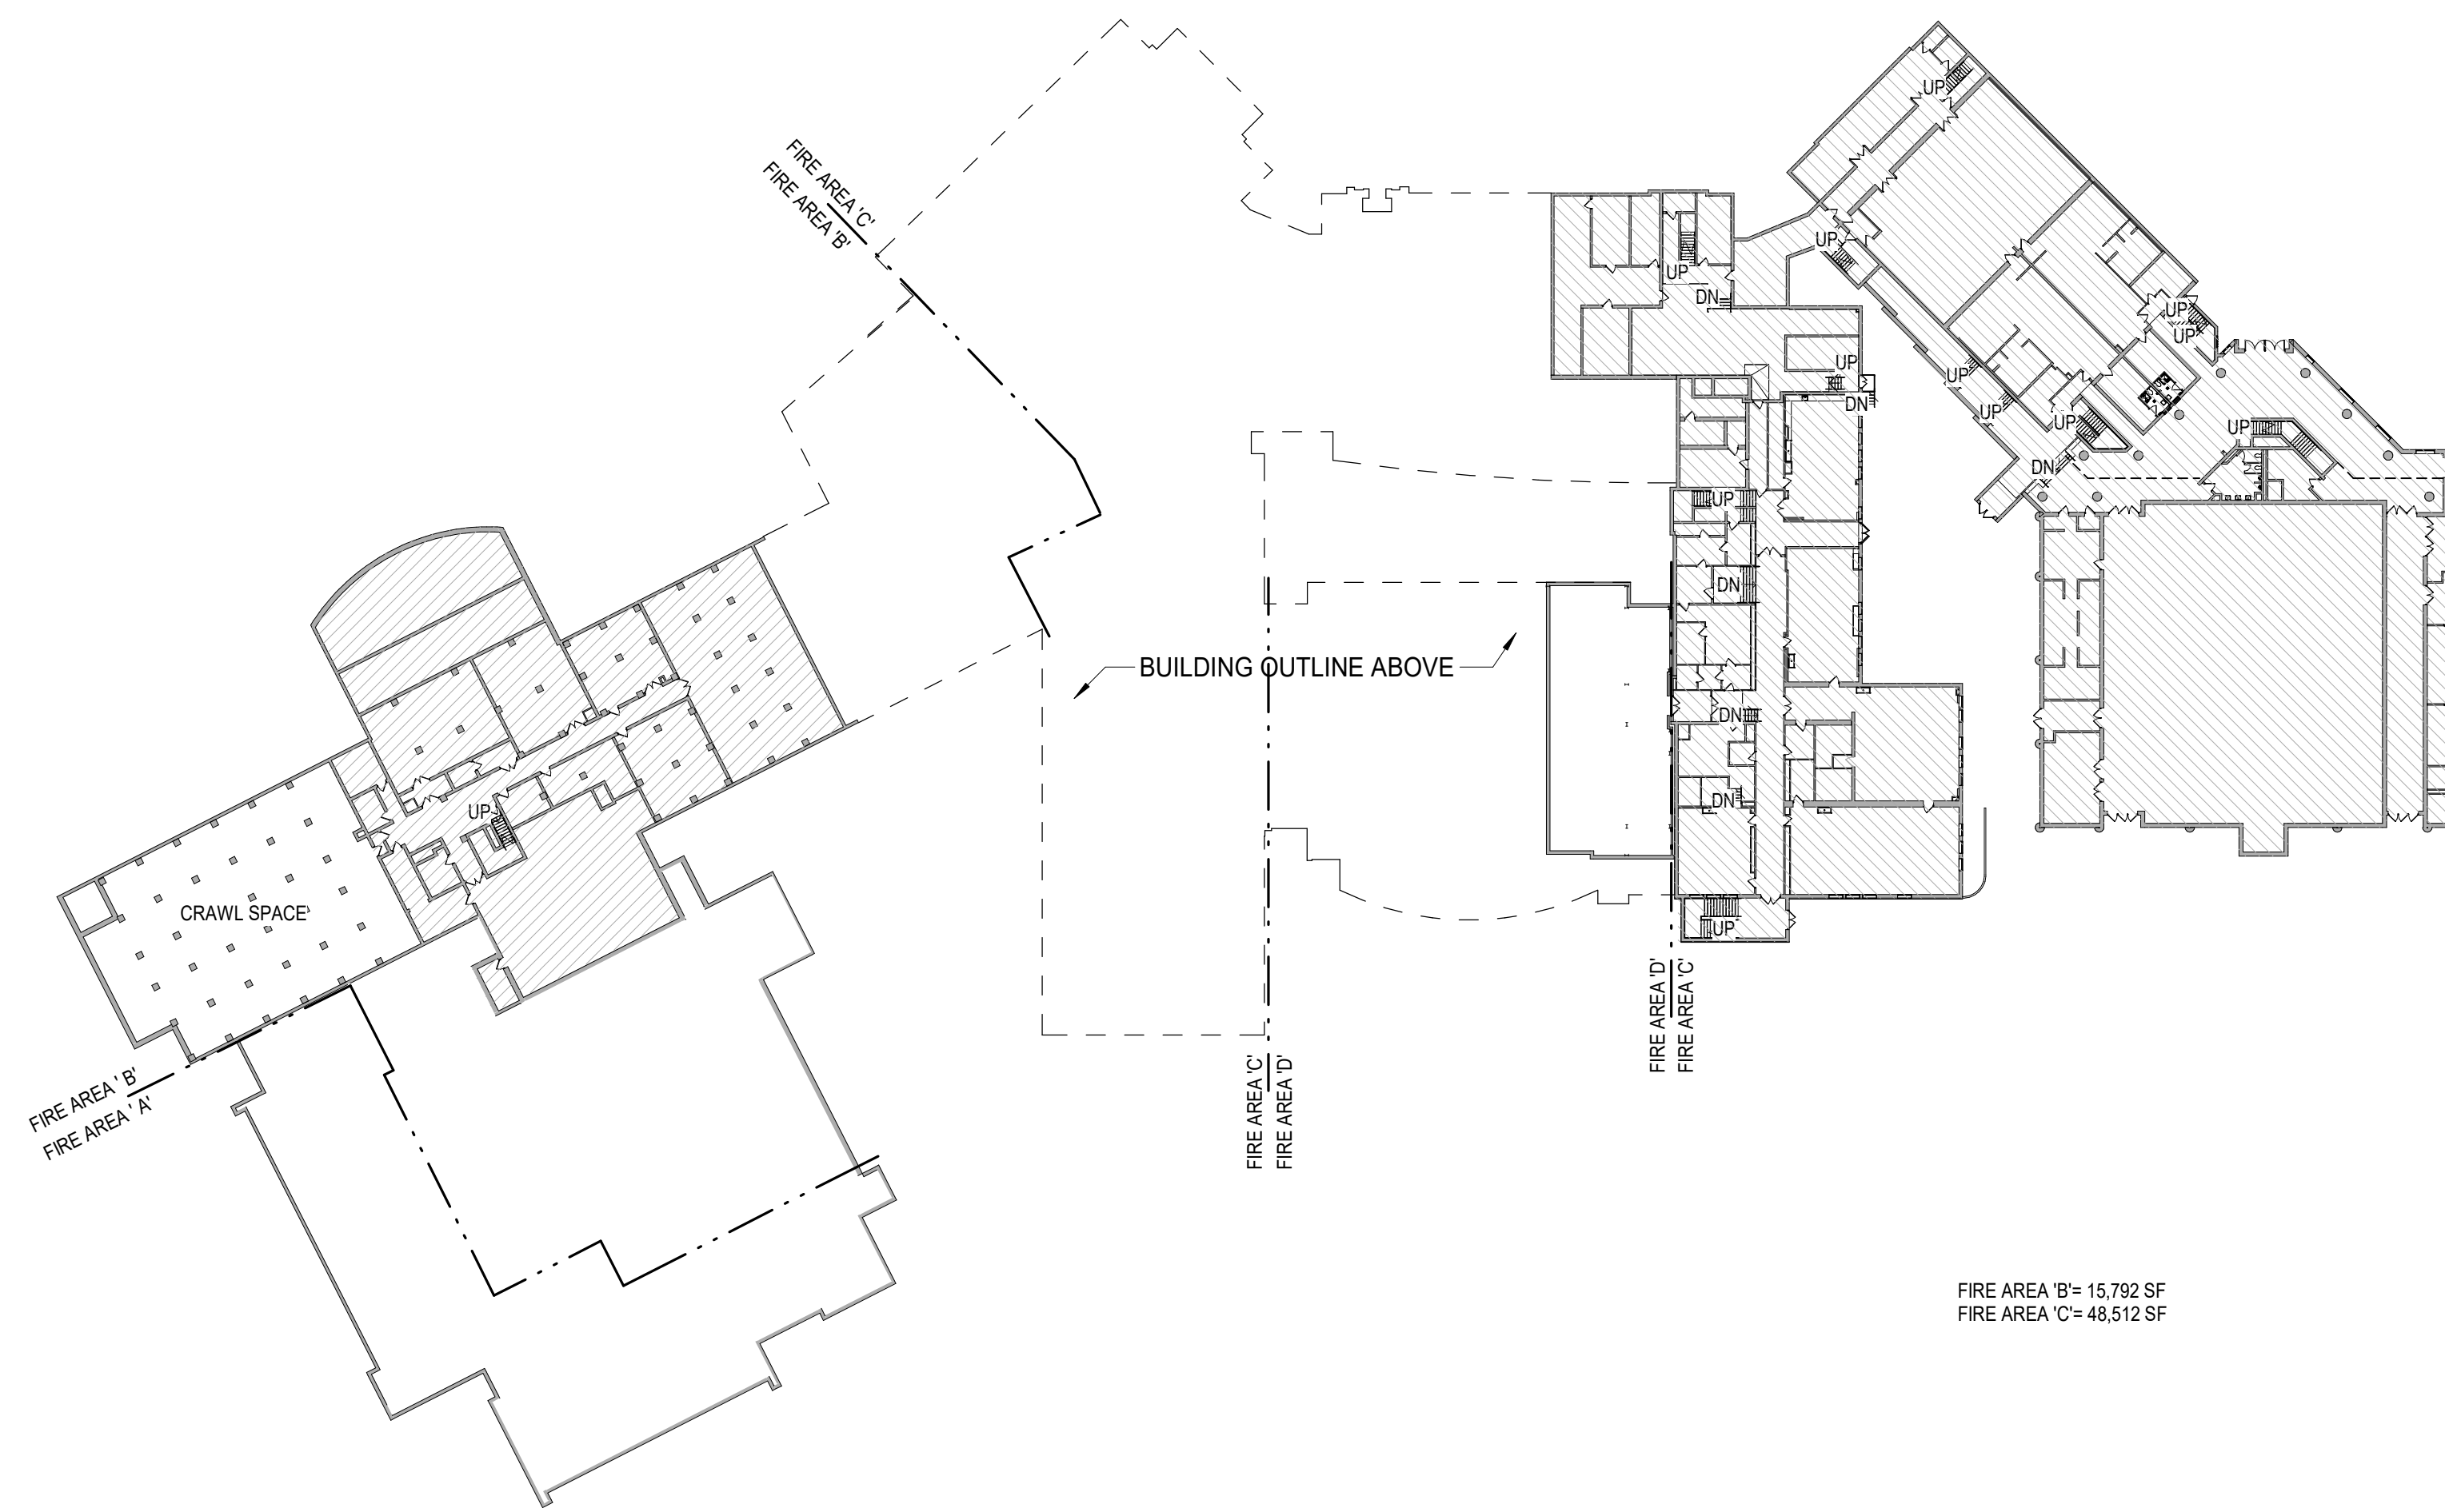 FIRE AREA 'C'
FIRE AREA 'B'
UP
UP
UP
DN
UP
UP
UP
DN
UP
UP
UP
UP
DN
UP
DN
BUILDING OUTLINE ABOVE
DN
DN
UP
UP
CRAWL SPACE
FIRE AREA ' B'
FIRE AREA ' A'
FIRE AREA 'C'
FIRE AREA 'D'
FIRE AREA 'D'
FIRE AREA 'C'
FIRE AREA 'B'= 15,792 SF
FIRE AREA 'C'= 48,512 SF